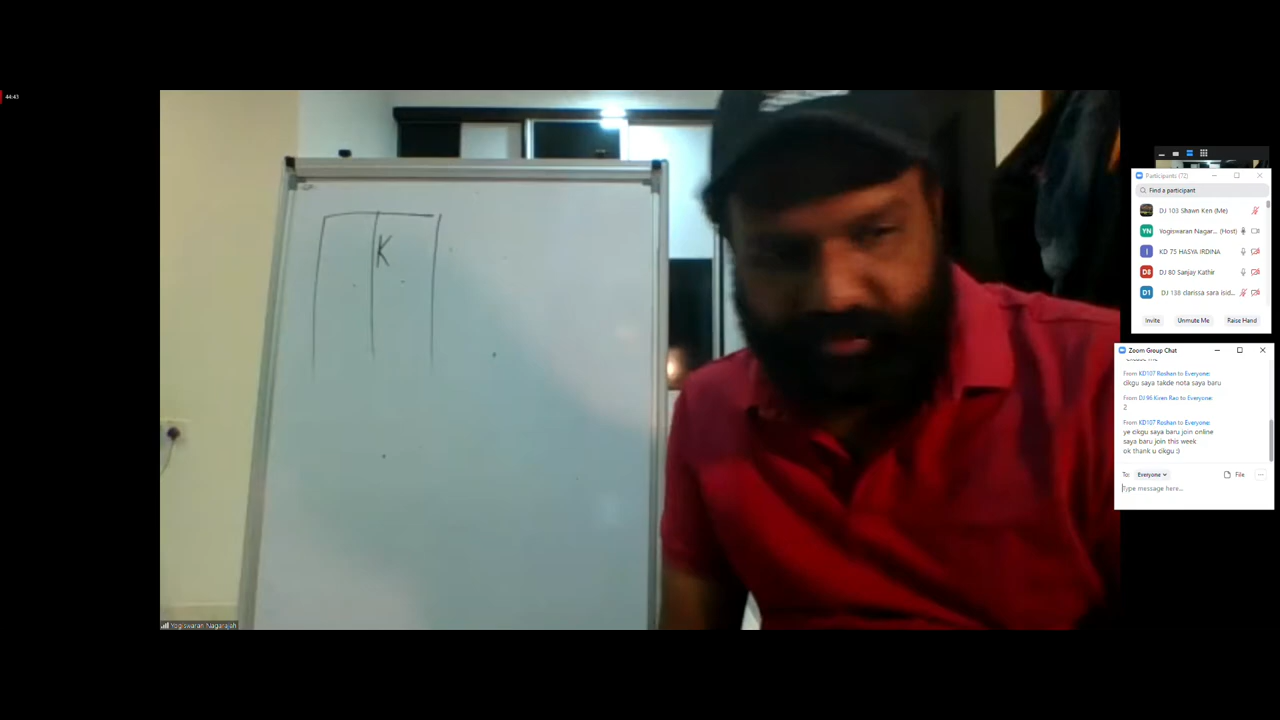 44:41
K
Yogiswaran Nagarajah
Participants (72)
Find a participant
DJ 103 Shawn Ken (Me)
Yogiswaran Nagar... (Host)
KD 75 HASYA IRDINA
DJ 80 Sanjay Kathir
DJ 138 clarissa sara isid...
Invite
Unmute Me
Raise Hand
Zoom Group Chat
From KD107 Roshan to Everyone:
cikgu saya takde nota saya baru
From DJ 96 Kiren Rao to Everyone:
2
From KD107 Roshan to Everyone:
ye cikgu saya baru join online
saya baru join this week
ok thank u cikgu :)
To: Everyone
File
...
Type message here...